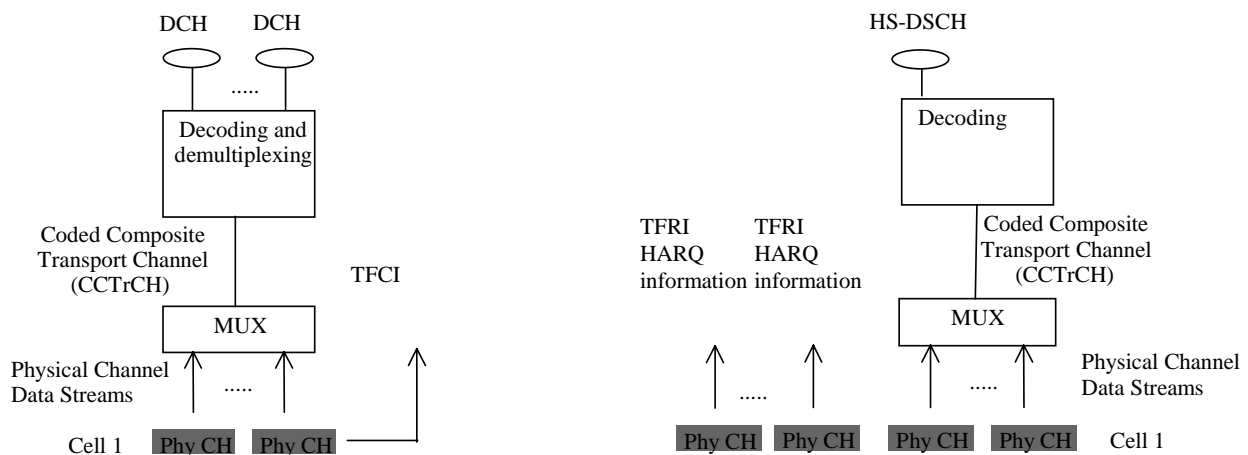 DCH
DCH
HS-DSCH
.....
Decoding and
demultiplexing
Decoding
Coded Composite
Transport Channel
(CCTrCH)
TFCI
TFRI
HARQ
information
TFRI
HARQ
information
Coded Composite
Transport Channel
(CCTrCH)
MUX
MUX
Physical Channel
Data Streams
.....
.....
.....
Physical Channel
Data Streams
Cell 1
Phy CH
Phy CH
Phy CH
Phy CH
Phy CH
Phy CH
Cell 1